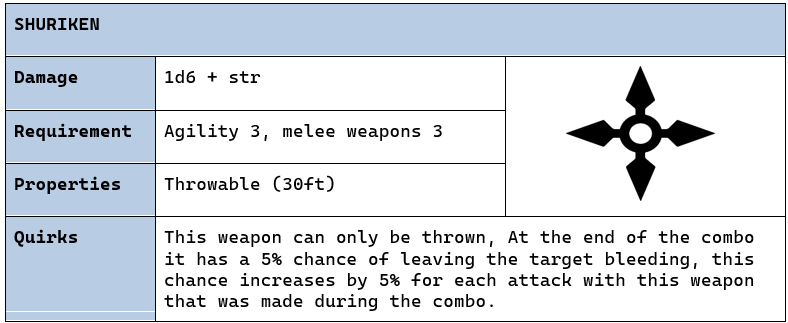 SHURIKEN
Damage
1d6 + str
Requirement
Agility 3, melee weapons 3
Properties
Throwable (30ft)
Quirks
This weapon can only be thrown, At the end of the combo
it has a 5% chance of leaving the target bleeding, this
chance increases by 5% for each attack with this weapon
that was made during the combo.